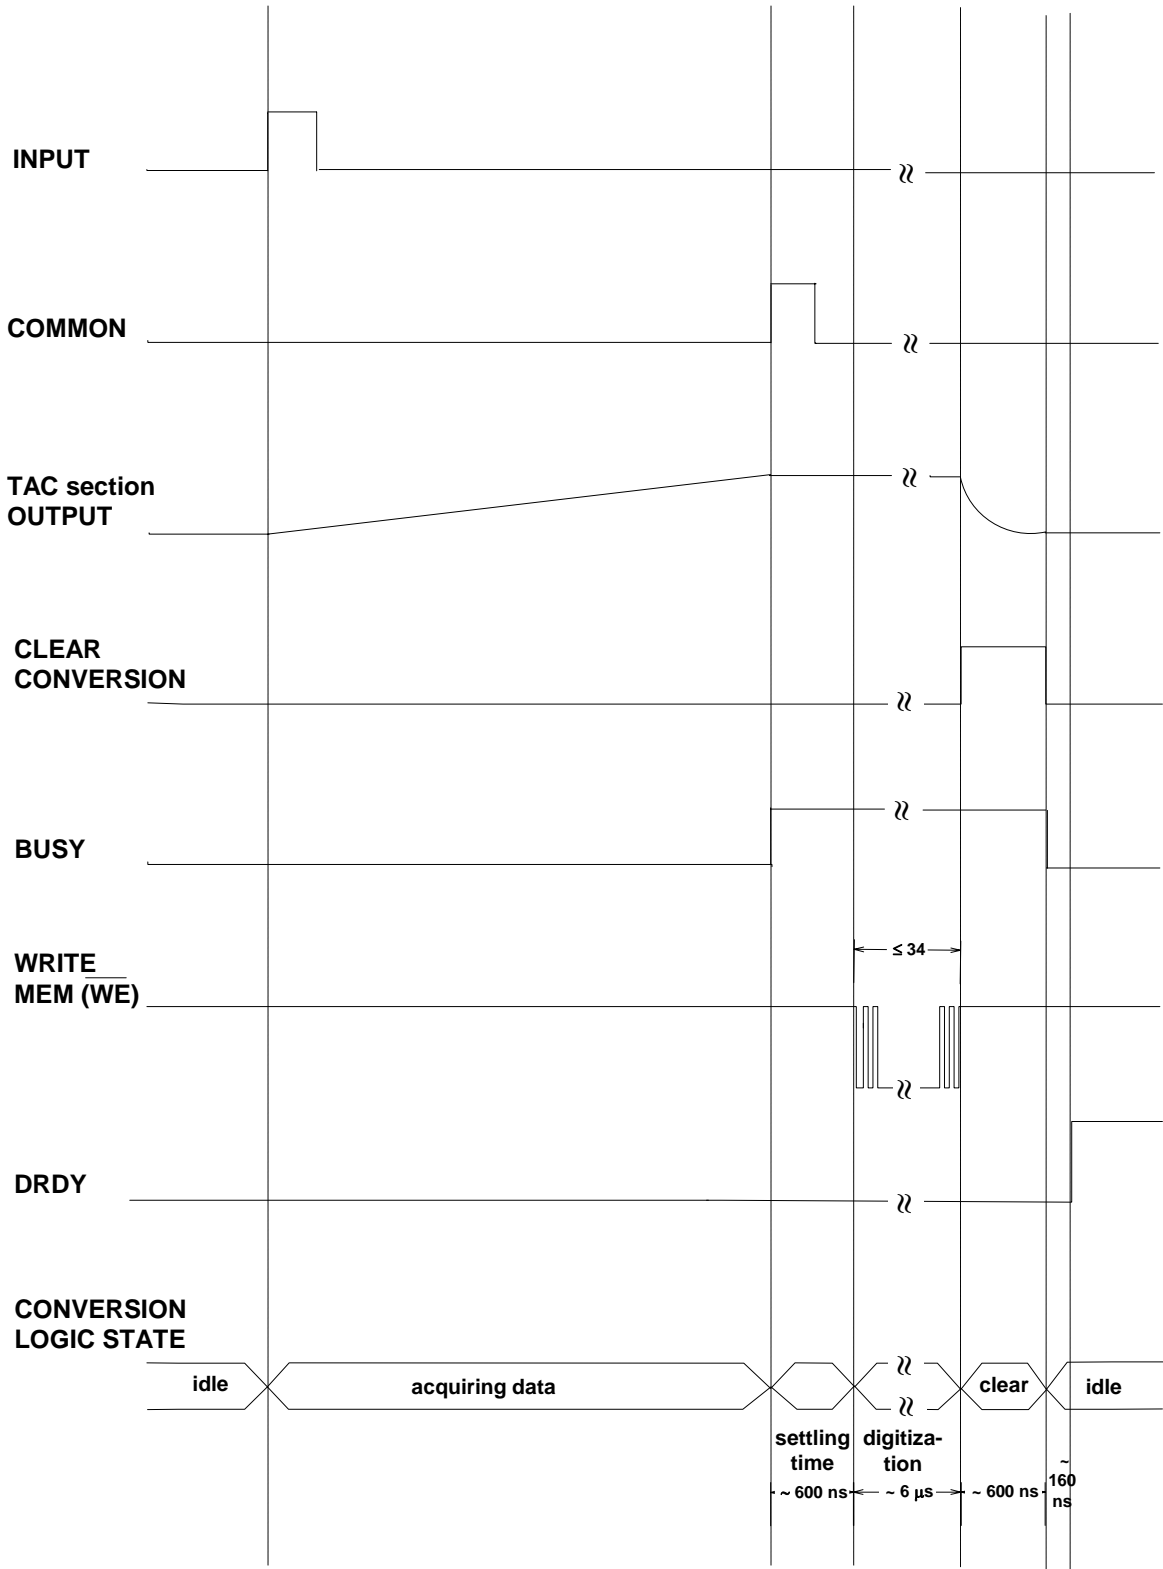 INPUT
COMMON
TAC section
OUTPUT
CLEAR
CONVERSION
BUSY
≤ 34
WRITE
MEM (W̅E̅)
DRDY
CONVERSION
LOGIC STATE
idle
acquiring data
clear
idle
settling
time
digitiza-
tion
~ 600 ns
~ 6 µs
~ 600 ns
~
160
ns